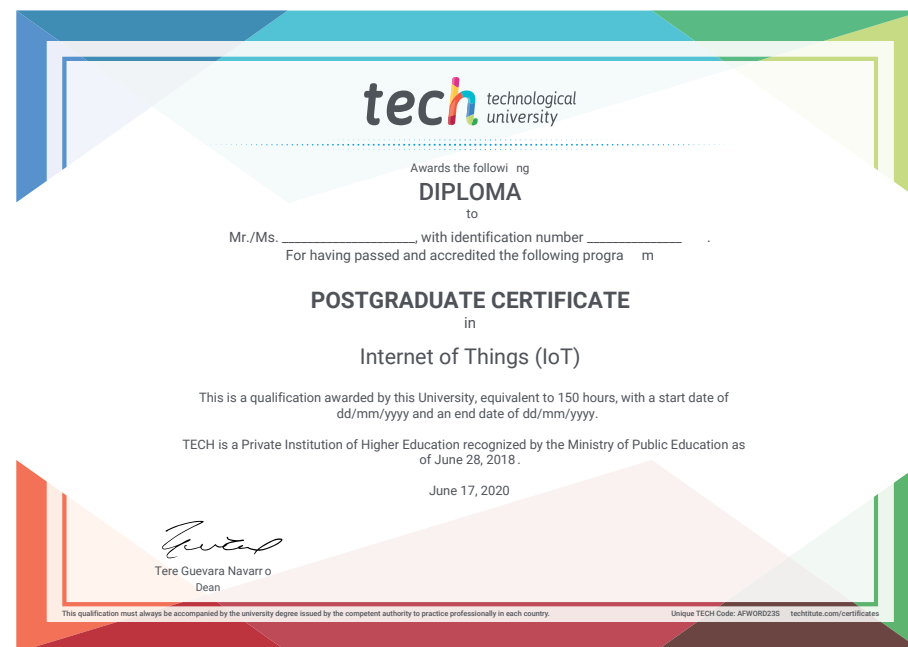 tech technological
university
Awards the followi ng
DIPLOMA
to
Mr./Ms. ___________________, with identification number ______________ .
For having passed and accredited the following progra m
POSTGRADUATE CERTIFICATE
in
Internet of Things (IoT)
This is a qualification awarded by this University, equivalent to 150 hours, with a start date of
dd/mm/yyyy and an end date of dd/mm/yyyy.
TECH is a Private Institution of Higher Education recognized by the Ministry of Public Education as
of June 28, 2018 .
June 17, 2020
Tere Guevara Navarr o
Dean
This qualification must always be accompanied by the university degree issued by the competent authority to practice professionally in each country.
Unique TECH Code: AFWORD23S techtitute.com/certificates